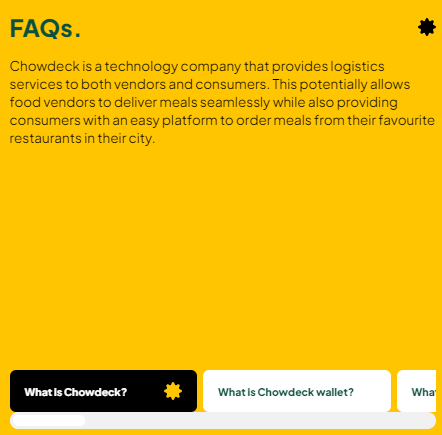 FAQs.
Chowdeck is a technology company that provides logistics
services to both vendors and consumers. This potentially allows
food vendors to deliver meals seamlessly while also providing
consumers with an easy platform to order meals from their favourite
restaurants in their city.
What is Chowdeck?
What is Chowdeck wallet?